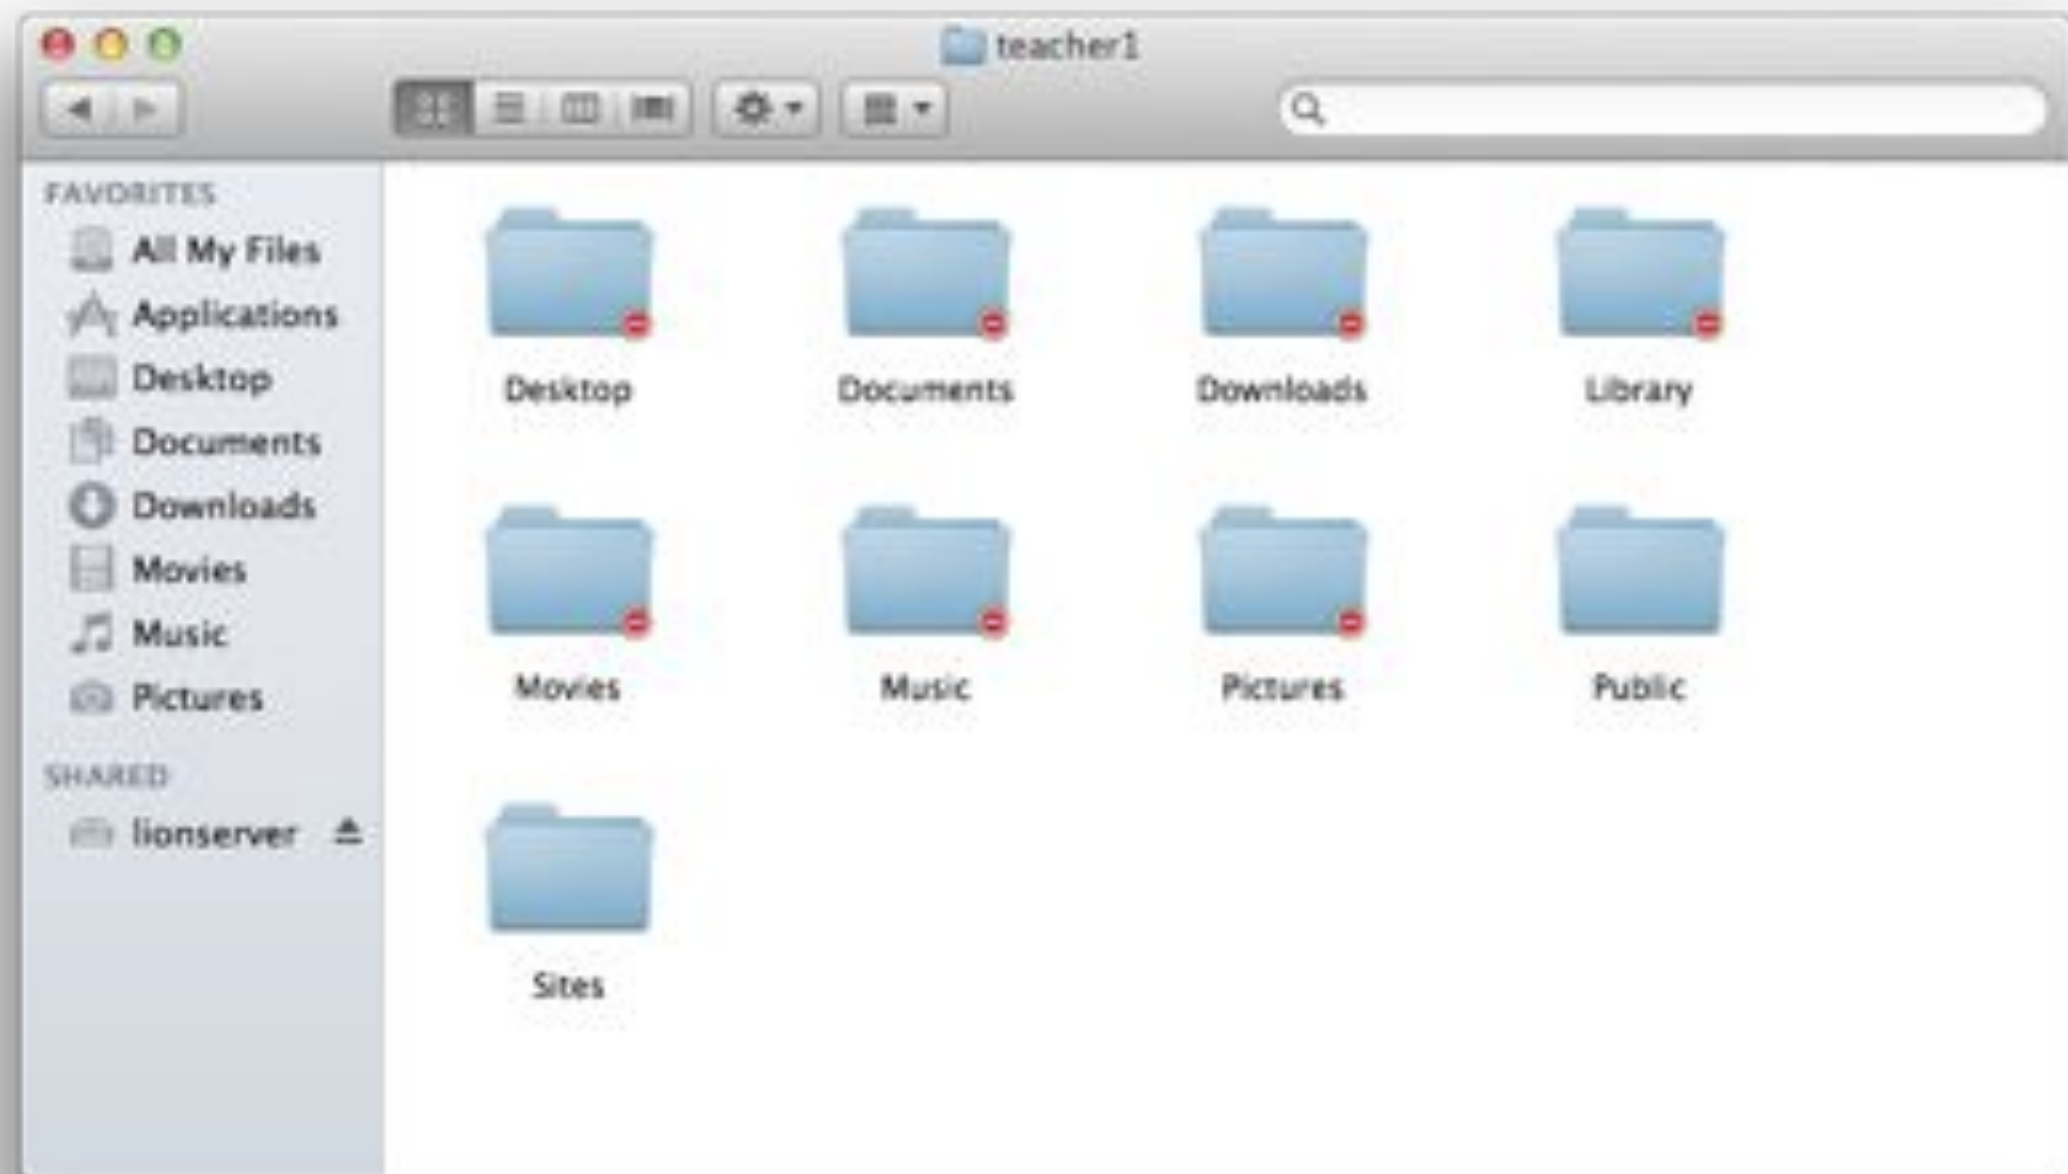 teacher1
FAVORITES
All My Files
Applications
Desktop
Documents
Downloads
Movies
Music
Pictures
SHARED
lionserver
Desktop Documents Downloads Library
Movies Music Pictures Public
Sites